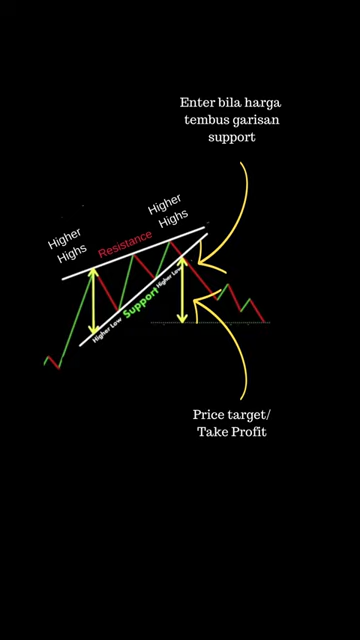 Enter bila harga
tembus garisan
support
Higher
Highs
Higher
Highs
Resistance
Higher Low
Support
Higher Low
Price target/
Take Profit